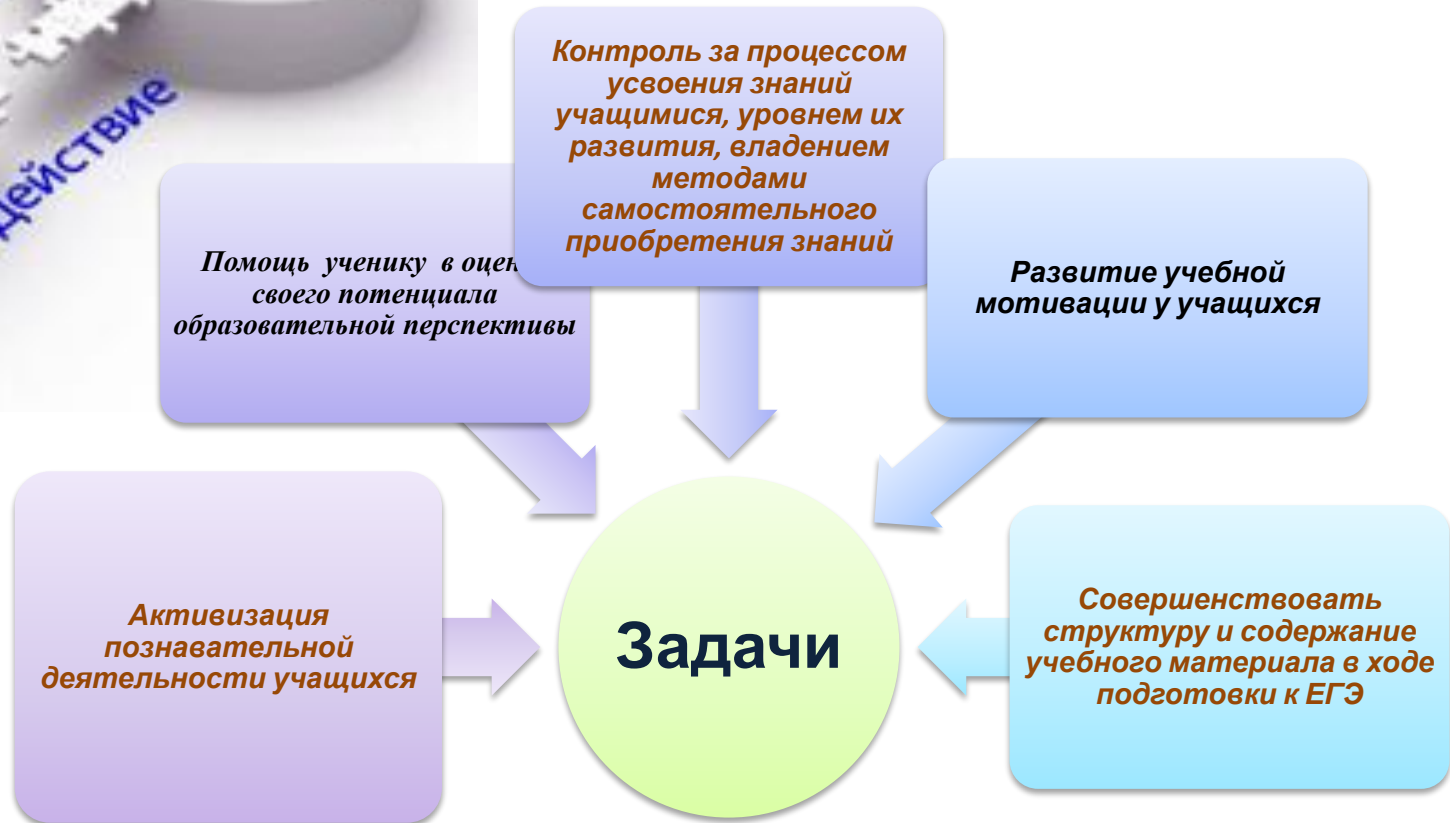 действие
Контроль за процессом
усвоения знаний
учащимися, уровнем их
развития, владением
методами
самостоятельного
приобретения знаний
Помощь ученику в
своего потенциала
образовательной перспективы
Развитие учебной
мотивации у учащихся
Активизация
познавательной
деятельности учащихся
Задачи
Совершенствовать
структуру и содержание
учебного материала в ходе
подготовки к ЕГЭ